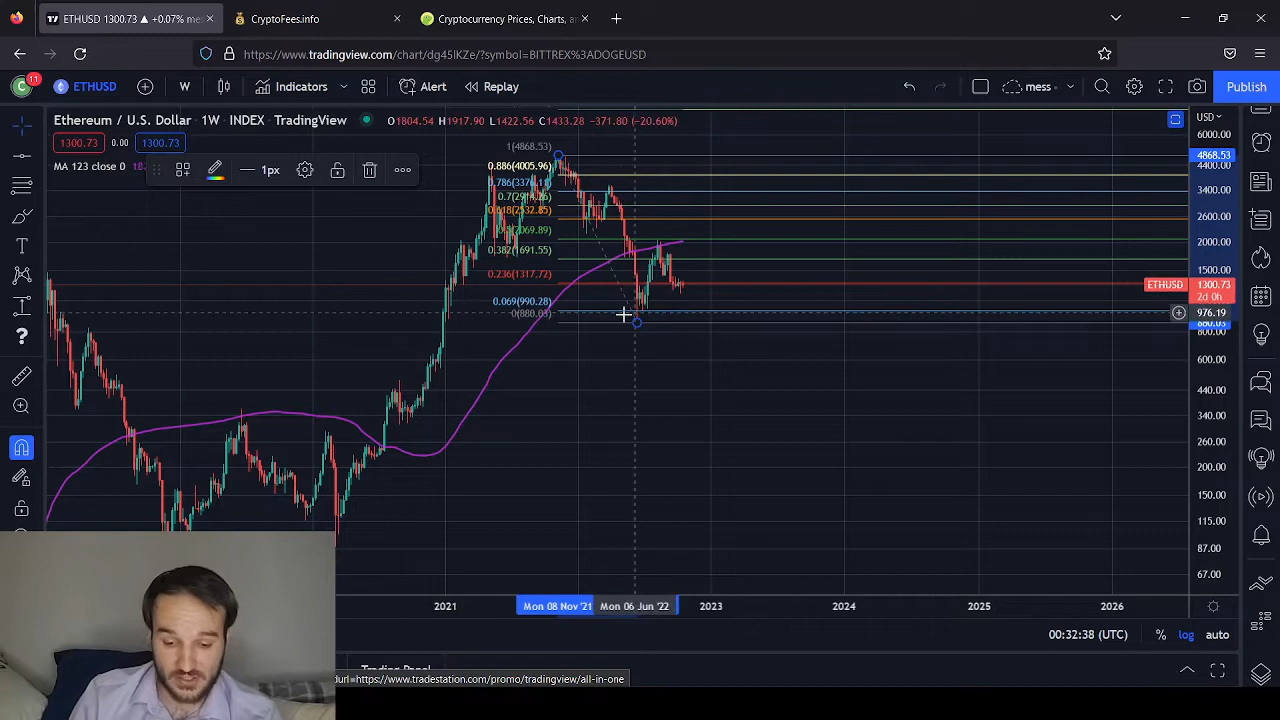 ETHUSD 1300.73 ▲ +0.07% me
CryptoFees.info
Cryptocurrency Prices, Charts, an
https://www.tradingview.com/chart/dg45lKZe/?symbol=BITTREX%3ADOGEUSD
11
ETHUSD
W
Indicators
Alert
Replay
mess
Publish
Ethereum / U.S. Dollar · 1W · INDEX · TradingView
O1804.54 H1917.90 L1422.56 C1433.28 −371.80 (−20.60%)
USD
1300.73
0.00
1300.73
MA 123 close 0
1px
1(4868.53)
0.886(4005.96)
0.786(3376.11)
0.7(2914.26)
0.618(2532.85)
0.5(2069.89)
0.382(1691.55)
0.236(1317.72)
0.069(990.28)
0(880.03)
6000.00
4868.53
4400.00
3400.00
2600.00
2000.00
1500.00
ETHUSD
1300.73
2d 0h
976.19
880.03
800.00
600.00
440.00
340.00
260.00
200.00
150.00
115.00
87.00
67.00
2021
Mon 08 Nov '21
Mon 06 Jun '22
2023
2024
2025
2026
00:32:38 (UTC)
%
log
auto
Trading Panel
durl=https://www.tradestation.com/promo/tradingview/all-in-one